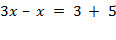 3x − x = 3 + 5